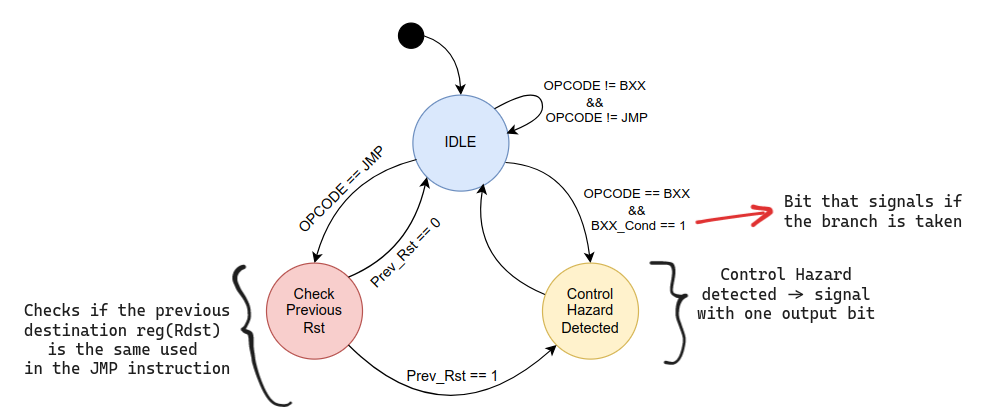 OPCODE != BXX
&&
OPCODE != JMP
IDLE
OPCODE == JMP
Prev_Rst == 0
OPCODE == BXX
&&
BXX_Cond == 1
Bit that signals if
the branch is taken
Checks if the previous
destination reg(Rdst)
is the same used
in the JMP instruction
Check
Previous
Rst
Control
Hazard
Detected
Control Hazard
detected → signal
with one output bit
Prev_Rst == 1